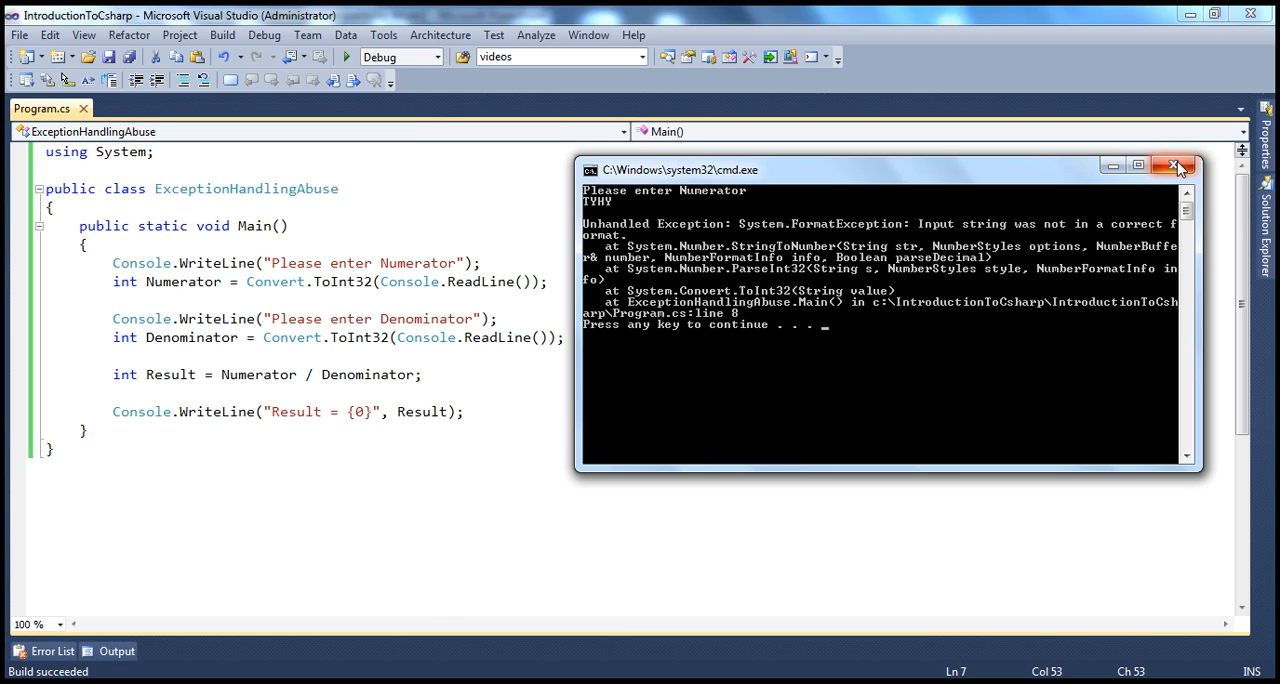 IntroductionToCsharp - Microsoft Visual Studio (Administrator)
File Edit View Refactor Project Build Debug Team Data Tools Architecture Test Analyze Window Help
Debug videos
Program.cs
ExceptionHandlingAbuse Main()
using System;
public class ExceptionHandlingAbuse
{
public static void Main()
{
Console.WriteLine("Please enter Numerator");
int Numerator = Convert.ToInt32(Console.ReadLine());
Console.WriteLine("Please enter Denominator");
int Denominator = Convert.ToInt32(Console.ReadLine());
int Result = Numerator / Denominator;
Console.WriteLine("Result = {0}", Result);
}
}
C:\Windows\system32\cmd.exe
Please enter Numerator
TYHY
Unhandled Exception: System.FormatException: Input string was not in a correct f
ormat.
at System.Number.StringToNumber(String str, NumberStyles options, NumberBuffe
r& number, NumberFormatInfo info, Boolean parseDecimal)
at System.Number.ParseInt32(String s, NumberStyles style, NumberFormatInfo in
fo)
at System.Convert.ToInt32(String value)
at ExceptionHandlingAbuse.Main() in c:\IntroductionToCsharp\IntroductionToCsh
arp\Program.cs:line 8
Press any key to continue . . . _
Properties
Solution Explorer
100 %
Error List Output
Build succeeded Ln 7 Col 53 Ch 53 INS